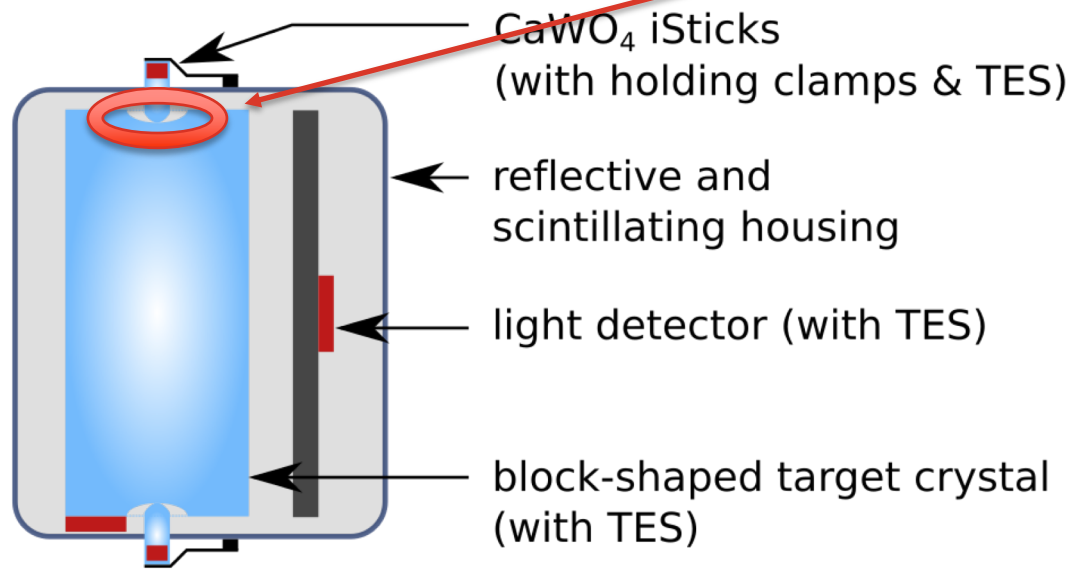 CaWO₄ iSticks
(with holding clamps & TES)
reflective and
scintillating housing
light detector (with TES)
block-shaped target crystal
(with TES)